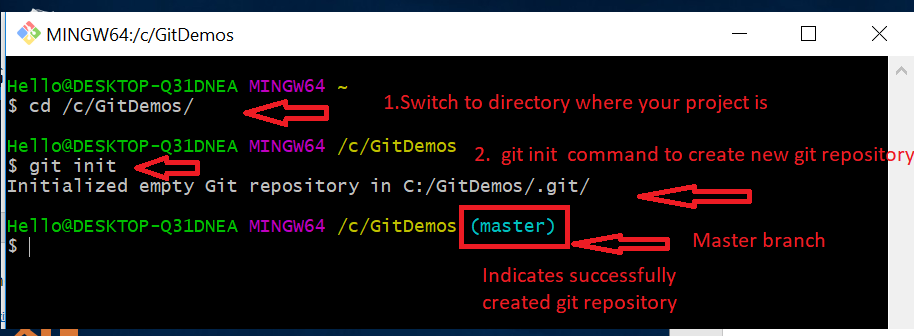 MINGW64:/c/GitDemos
Hello@DESKTOP-Q31DNEA MINGW64 ~
$ cd /c/GitDemos/
1.Switch to directory where your project is
Hello@DESKTOP-Q31DNEA MINGW64 /c/GitDemos
$ git init
2. git init command to create new git repository
Initialized empty Git repository in C:/GitDemos/.git/
Hello@DESKTOP-Q31DNEA MINGW64 /c/GitDemos (master)
$
Master branch
Indicates successfully
created git repository